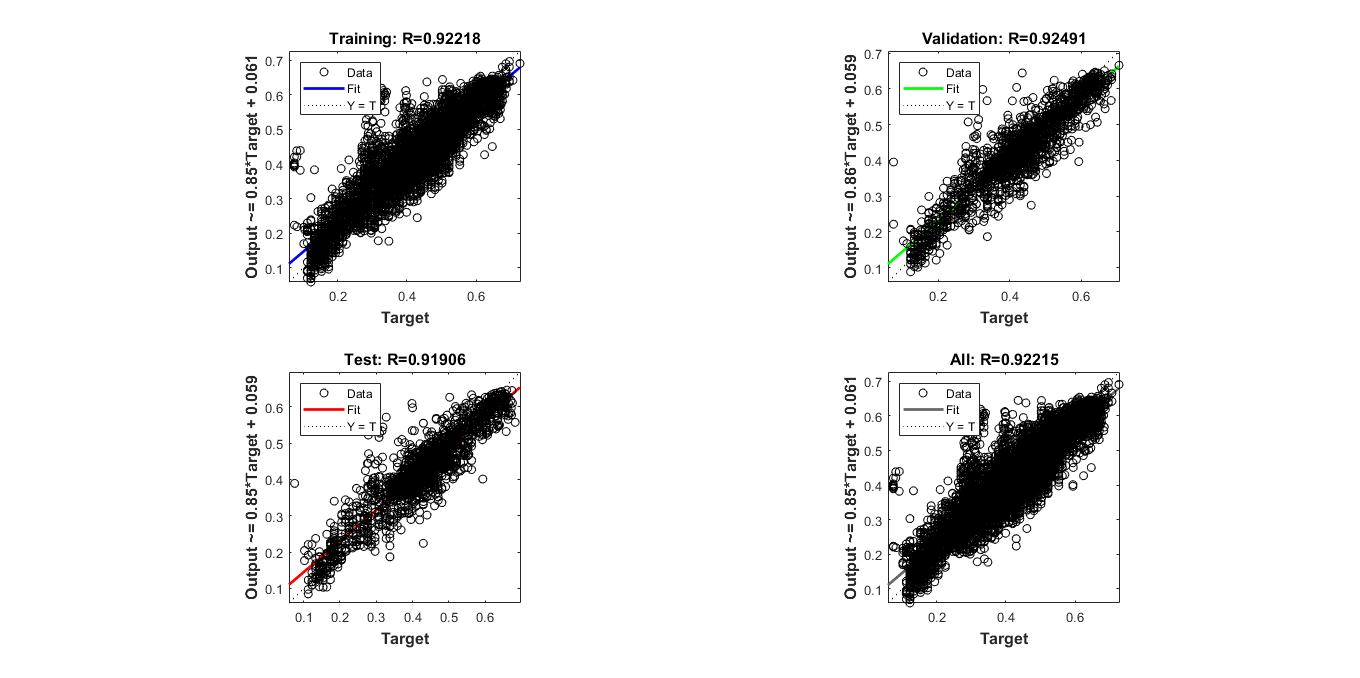 Training: R=0.92218
Output ~= 0.85*Target + 0.061
0.7
0.6
0.5
0.4
0.3
0.2
0.1
Data
Fit
Y = T
0.2 0.4 0.6
Target
Validation: R=0.92491
Output ~= 0.86*Target + 0.059
0.7
0.6
0.5
0.4
0.3
0.2
0.1
Data
Fit
Y = T
0.2 0.4 0.6
Target
Test: R=0.91906
Output ~= 0.85*Target + 0.059
0.6
0.5
0.4
0.3
0.2
0.1
Data
Fit
Y = T
0.1 0.2 0.3 0.4 0.5 0.6
Target
All: R=0.92215
Output ~= 0.85*Target + 0.061
0.7
0.6
0.5
0.4
0.3
0.2
0.1
Data
Fit
Y = T
0.2 0.4 0.6
Target